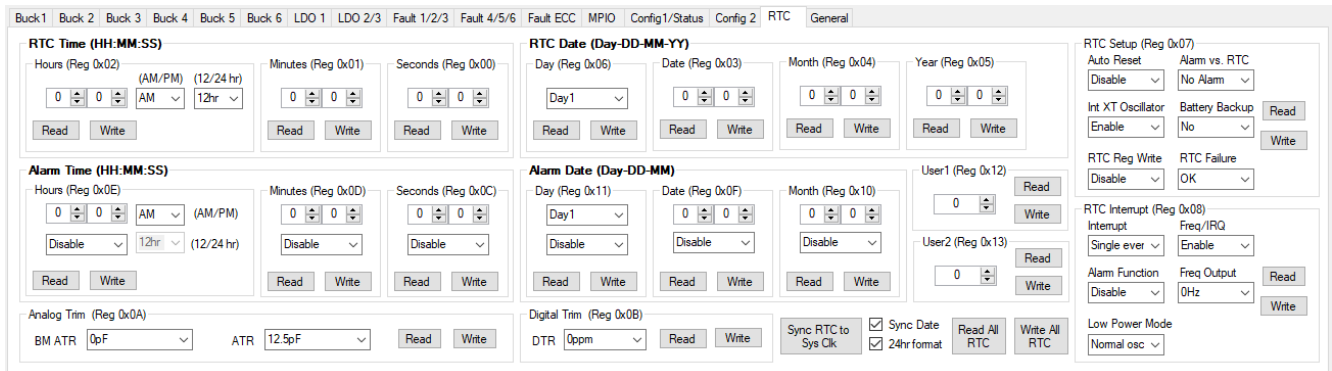 Buck1 Buck 2 Buck 3 Buck 4 Buck 5 Buck 6 LDO 1 LDO 2/3 Fault 1/2/3 Fault 4/5/6 Fault ECC MPIO Config1/Status Config 2 RTC General
RTC Time (HH:MM:SS)
Hours (Reg 0x02)
(AM/PM) (12/24 hr)
0 0 AM 12hr
Read Write
Minutes (Reg 0x01)
0 0
Read Write
Seconds (Reg 0x00)
0 0
Read Write
RTC Date (Day-DD-MM-YY)
Day (Reg 0x06)
Day1
Read Write
Date (Reg 0x03)
0 0
Read Write
Month (Reg 0x04)
0 0
Read Write
Year (Reg 0x05)
0 0
Read Write
RTC Setup (Reg 0x07)
Auto Reset Alarm vs. RTC
Disable No Alarm
Int XT Oscillator Battery Backup
Enable No
Read
Write
RTC Reg Write RTC Failure
Disable OK
Alarm Time (HH:MM:SS)
Hours (Reg 0x0E)
0 0 AM (AM/PM)
Disable 12hr (12/24 hr)
Read Write
Minutes (Reg 0x0D)
0 0
Disable
Read Write
Seconds (Reg 0x0C)
0 0
Disable
Read Write
Alarm Date (Day-DD-MM)
Day (Reg 0x11)
Day1
Disable
Read Write
Date (Reg 0x0F)
0 0
Disable
Read Write
Month (Reg 0x10)
0 0
Disable
Read Write
User1 (Reg 0x12)
0
Read
Write
User2 (Reg 0x13)
0
Read
Write
RTC Interrupt (Reg 0x08)
Interrupt Freq/IRQ
Single ever Enable
Alarm Function Freq Output
Disable 0Hz
Read
Write
Low Power Mode
Normal osc
Analog Trim (Reg 0x0A)
BM ATR 0pF ATR 12.5pF Read Write
Digital Trim (Reg 0x0B)
DTR 0ppm Read Write
Sync RTC to
Sys Clk
Sync Date
24hr format
Read All
RTC
Write All
RTC